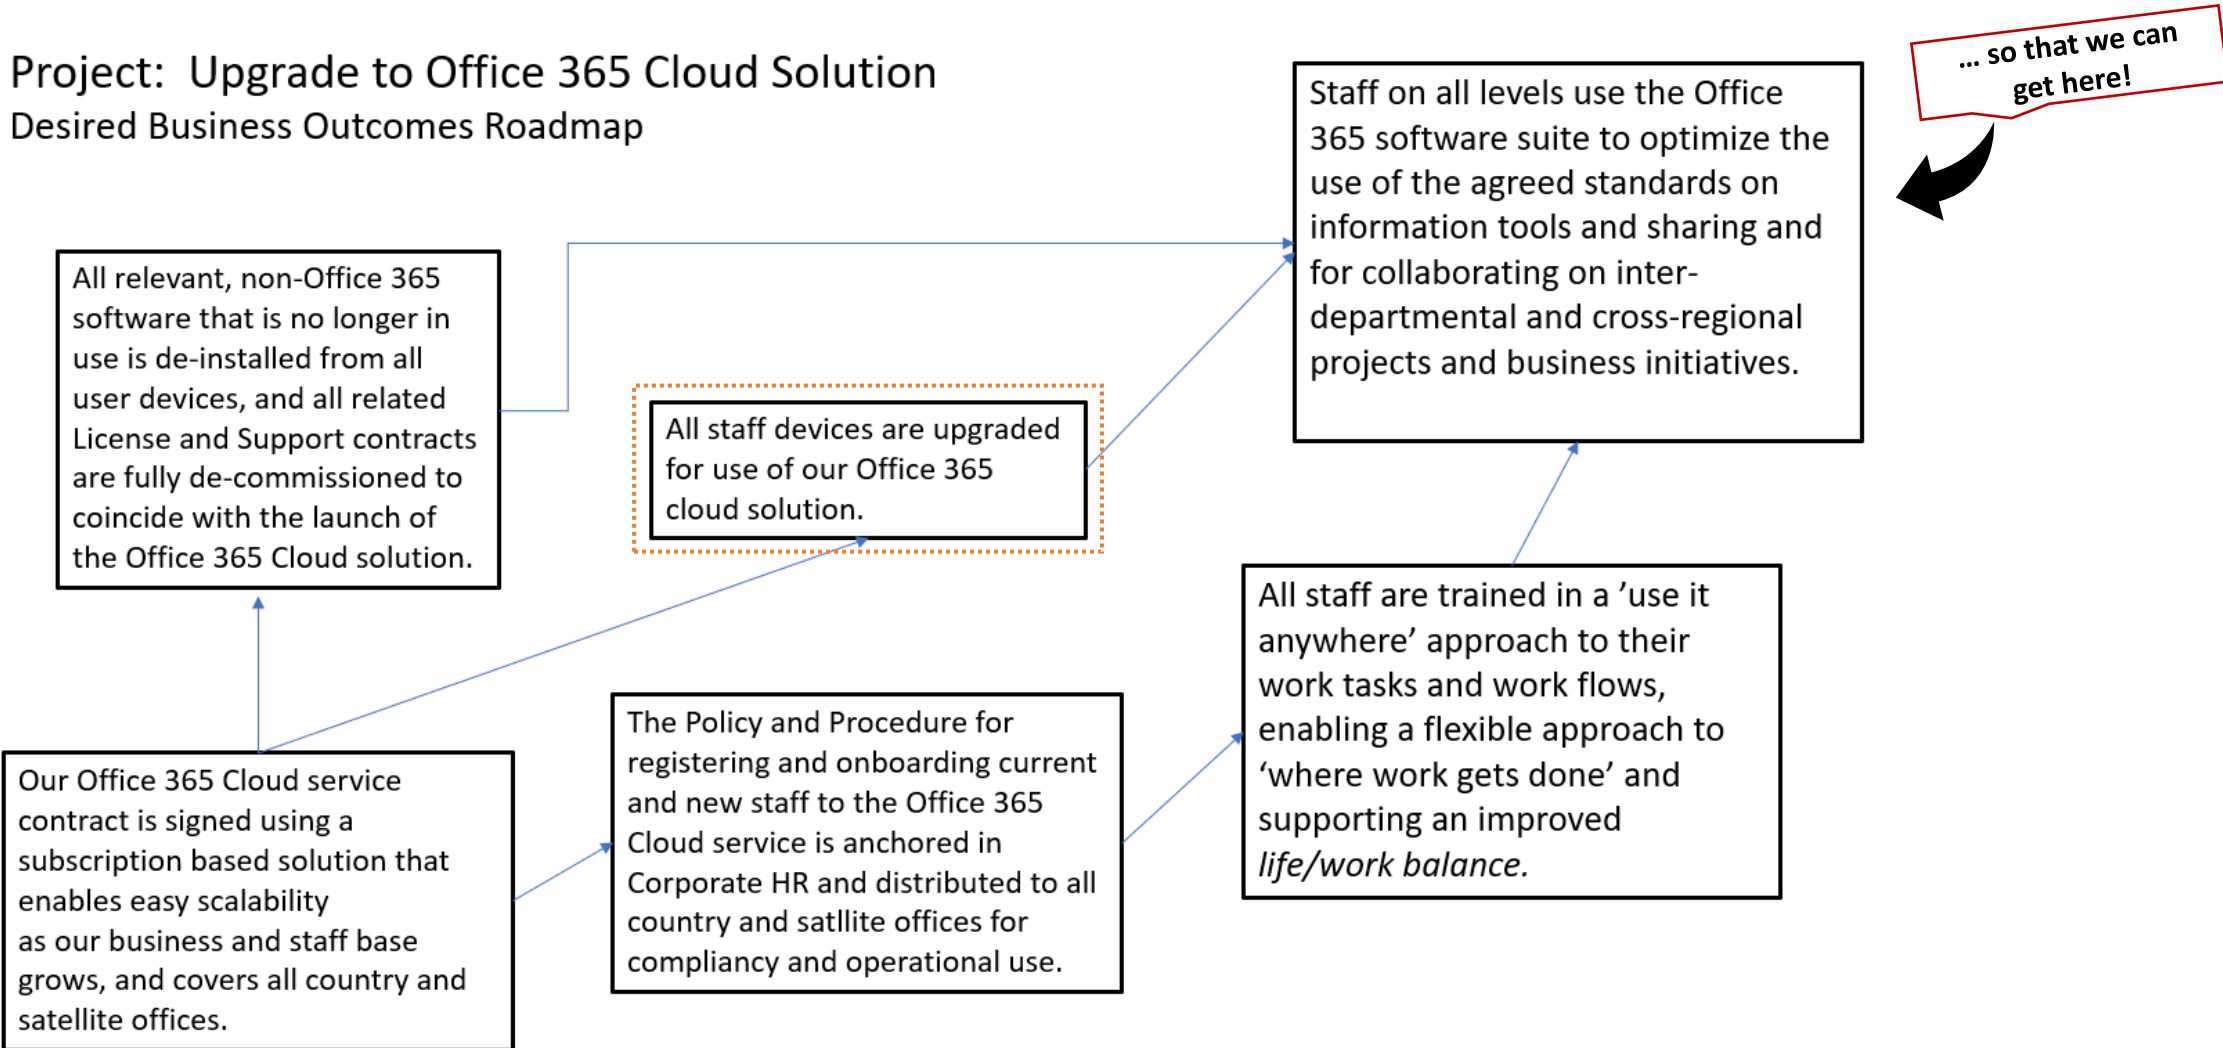 Project:  Upgrade to Office 365 Cloud Solution
Desired Business Outcomes Roadmap
... so that we can
get here!
Staff on all levels use the Office
365 software suite to optimize the
use of the agreed standards on
information tools and sharing and
for collaborating on inter-
departmental and cross-regional
projects and business initiatives.
All relevant, non-Office 365
software that is no longer in
use is de-installed from all
user devices, and all related
License and Support contracts
are fully de-commissioned to
coincide with the launch of
the Office 365 Cloud solution.
All staff devices are upgraded
for use of our Office 365
cloud solution.
All staff are trained in a ’use it
anywhere’ approach to their
work tasks and work flows,
enabling a flexible approach to
‘where work gets done’ and
supporting an improved
life/work balance.
The Policy and Procedure for
registering and onboarding current
and new staff to the Office 365
Cloud service is anchored in
Corporate HR and distributed to all
country and satllite offices for
compliancy and operational use.
Our Office 365 Cloud service
contract is signed using a
subscription based solution that
enables easy scalability
as our business and staff base
grows, and covers all country and
satellite offices.